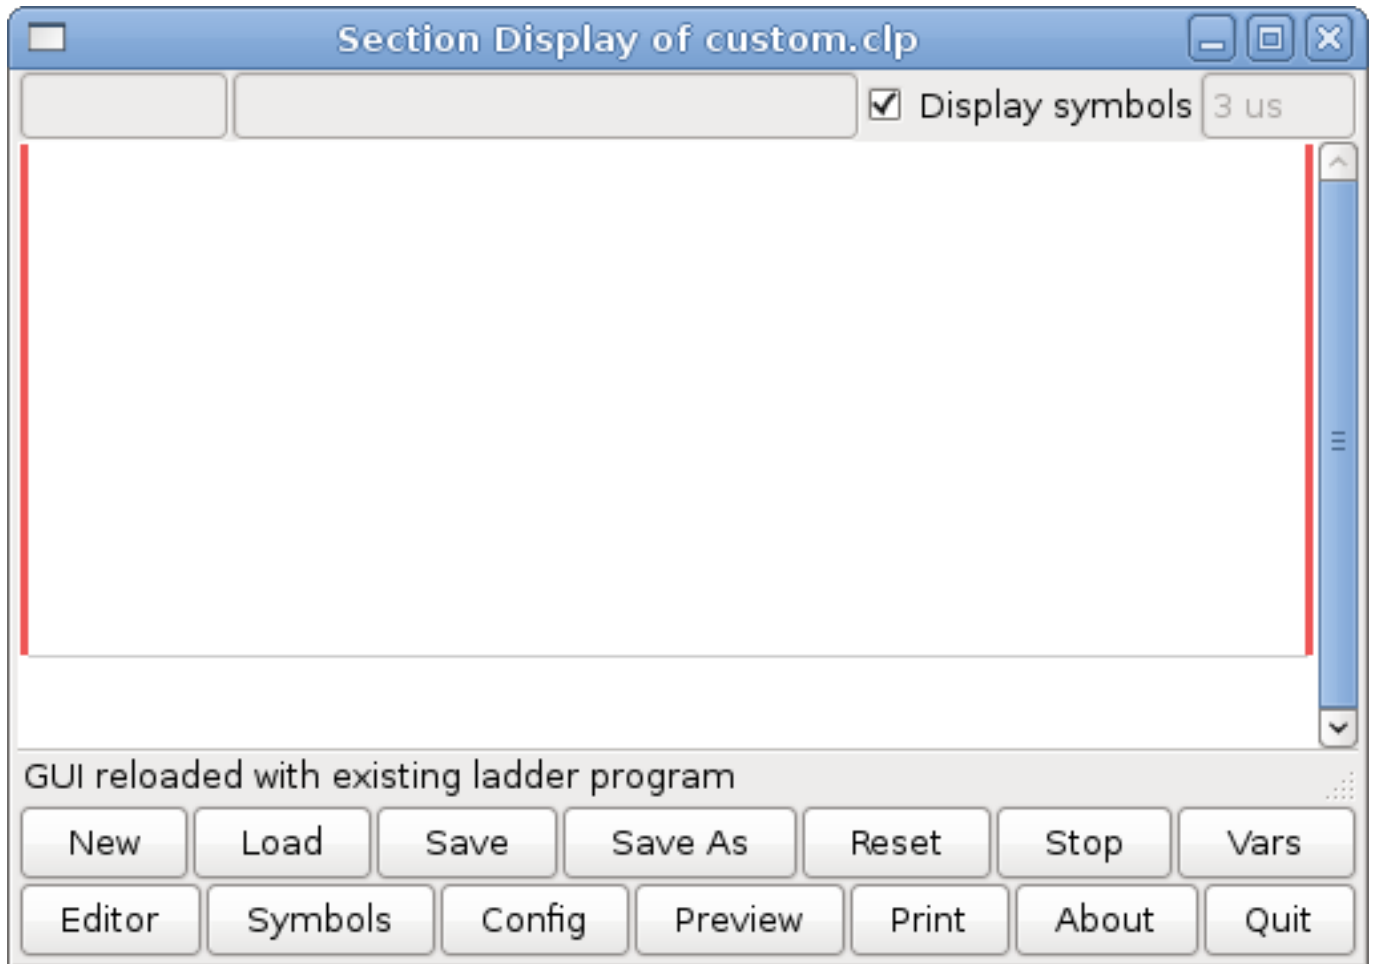 Section Display of custom.clp
Display symbols 3 us
GUI reloaded with existing ladder program
New Load Save Save As Reset Stop Vars
Editor Symbols Config Preview Print About Quit